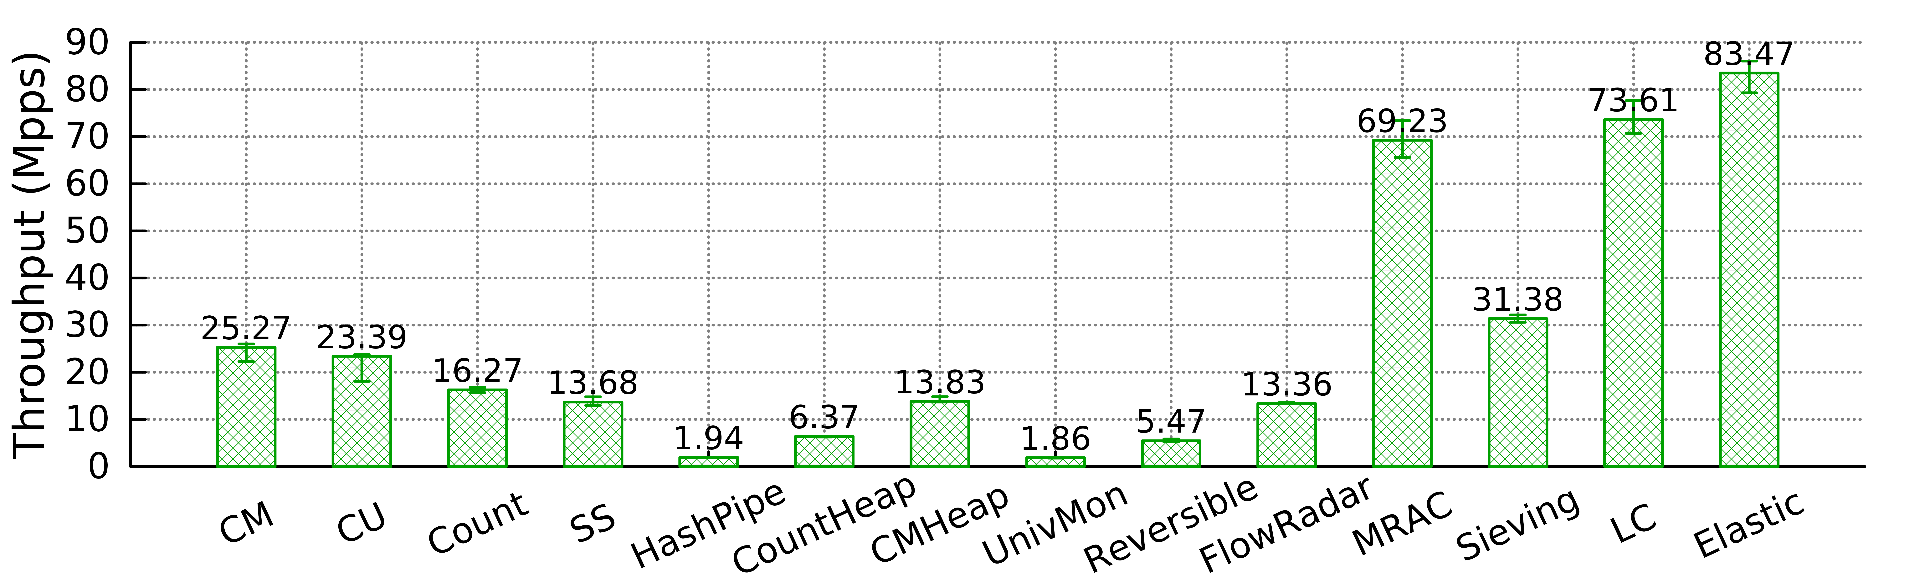 Throughput (Mpps)
90
80
70
60
50
40
30
20
10
0
25.27
23.39
16.27
13.68
1.94
6.37
13.83
1.86
5.47
13.36
69.23
31.38
73.61
83.47
CM
CU
Count
SS
HashPipe
CountHeap
CMHeap
UnivMon
Reversible
FlowRadar
MRAC
Sieving
LC
Elastic